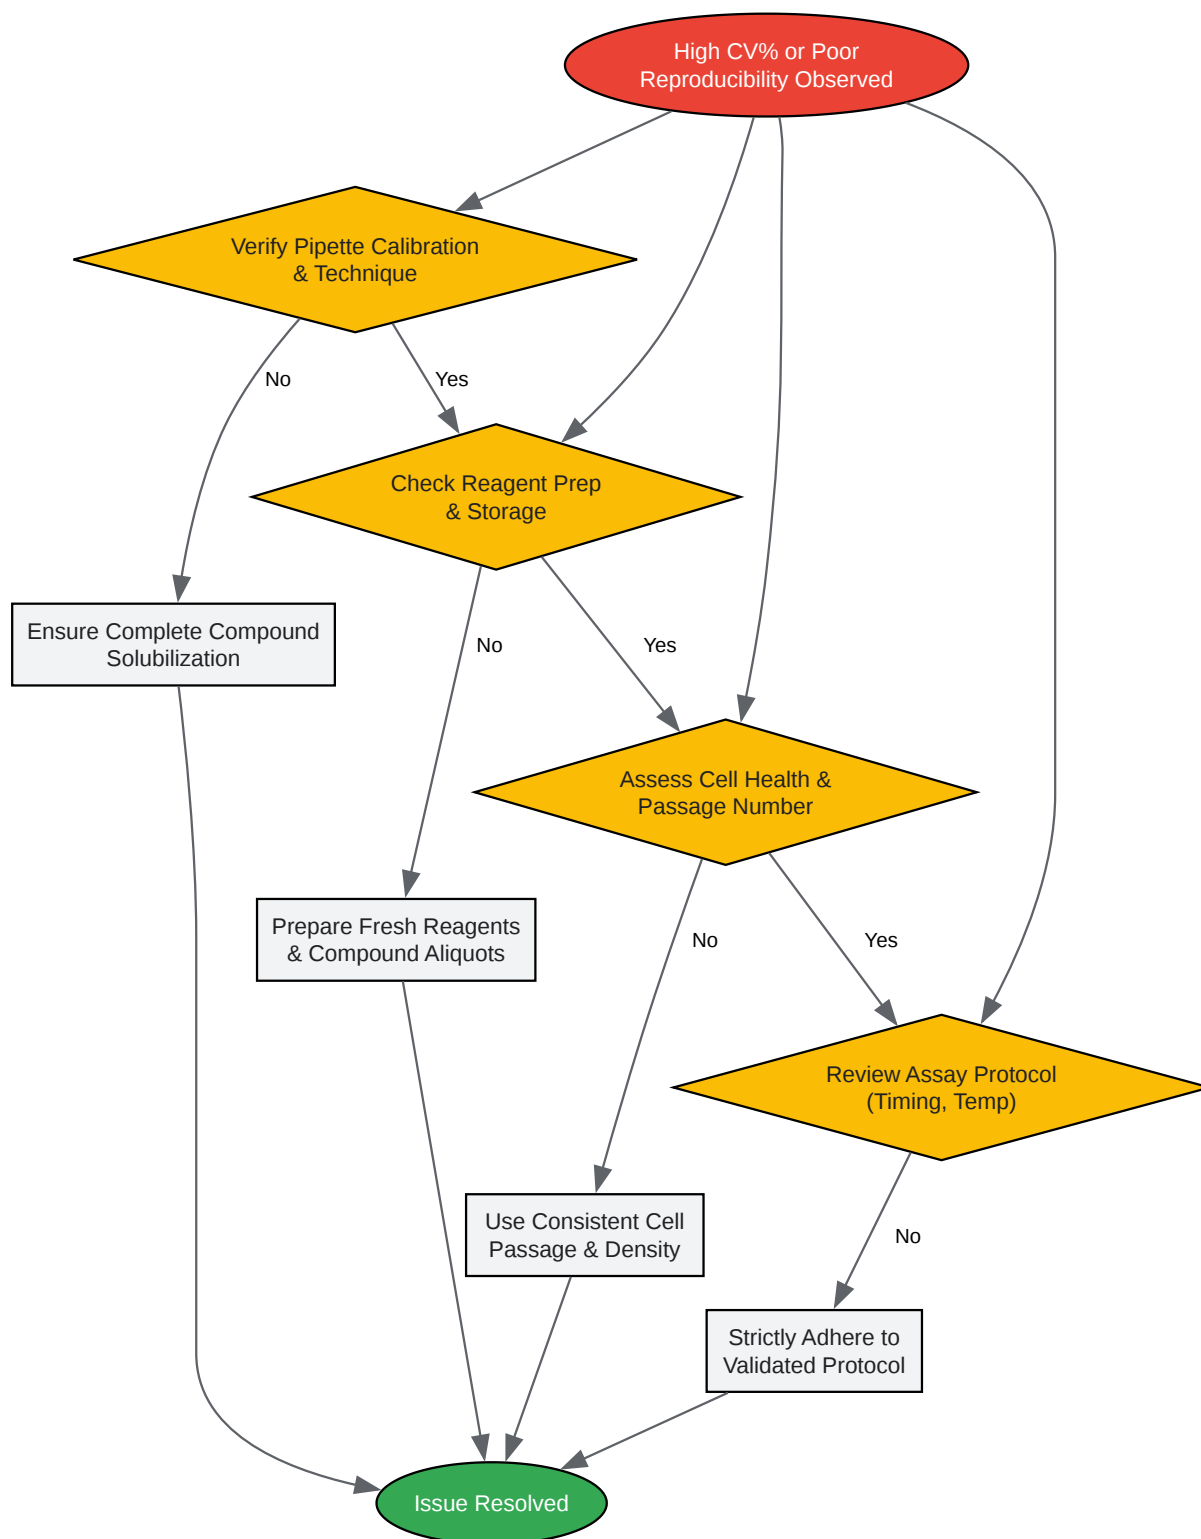 High CV% or Poor
Reproducibility Observed
Verify Pipette Calibration
& Technique
No
Yes
Check Reagent Prep
& Storage
Ensure Complete Compound
Solubilization
No
Yes
Assess Cell Health &
Passage Number
Prepare Fresh Reagents
& Compound Aliquots
No
Yes
Review Assay Protocol
(Timing, Temp)
Use Consistent Cell
Passage & Density
No
Strictly Adhere to
Validated Protocol
Issue Resolved